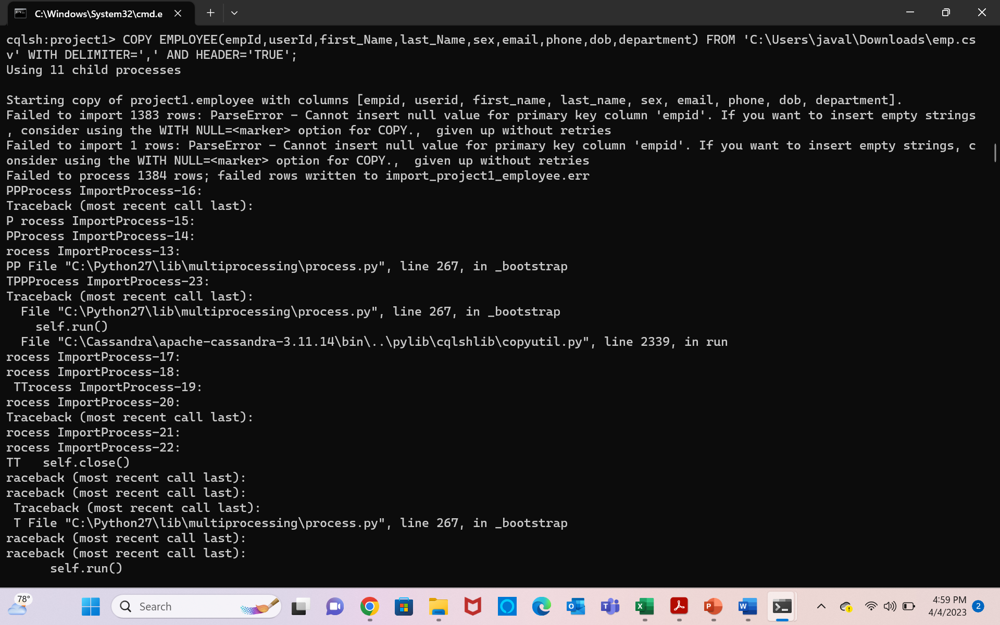 C:\Windows\System32\cmd.e
cqlsh:project1> COPY EMPLOYEE(empId,userId,first_Name,last_Name,sex,email,phone,dob,department) FROM 'C:\Users\javal\Downloads\emp.cs
v' WITH DELIMITER=',' AND HEADER='TRUE';
Using 11 child processes
Starting copy of project1.employee with columns [empid, userid, first_name, last_name, sex, email, phone, dob, department].
Failed to import 1383 rows: ParseError - Cannot insert null value for primary key column 'empid'. If you want to insert empty strings
, consider using the WITH NULL=<marker> option for COPY.,  given up without retries
Failed to import 1 rows: ParseError - Cannot insert null value for primary key column 'empid'. If you want to insert empty strings, c
onsider using the WITH NULL=<marker> option for COPY.,  given up without retries
Failed to process 1384 rows; failed rows written to import_project1_employee.err
PPProcess ImportProcess-16:
Traceback (most recent call last):
P rocess ImportProcess-15:
PProcess ImportProcess-14:
rocess ImportProcess-13:
PP File "C:\Python27\lib\multiprocessing\process.py", line 267, in _bootstrap
TPPProcess ImportProcess-23:
Traceback (most recent call last):
  File "C:\Python27\lib\multiprocessing\process.py", line 267, in _bootstrap
    self.run()
  File "C:\Cassandra\apache-cassandra-3.11.14\bin\..\pylib\cqlshlib\copyutil.py", line 2339, in run
rocess ImportProcess-17:
rocess ImportProcess-18:
 TTrocess ImportProcess-19:
rocess ImportProcess-20:
Traceback (most recent call last):
rocess ImportProcess-21:
rocess ImportProcess-22:
TT   self.close()
raceback (most recent call last):
raceback (most recent call last):
 Traceback (most recent call last):
 T File "C:\Python27\lib\multiprocessing\process.py", line 267, in _bootstrap
raceback (most recent call last):
raceback (most recent call last):
      self.run()
78°
Search
4:59 PM
4/4/2023
2